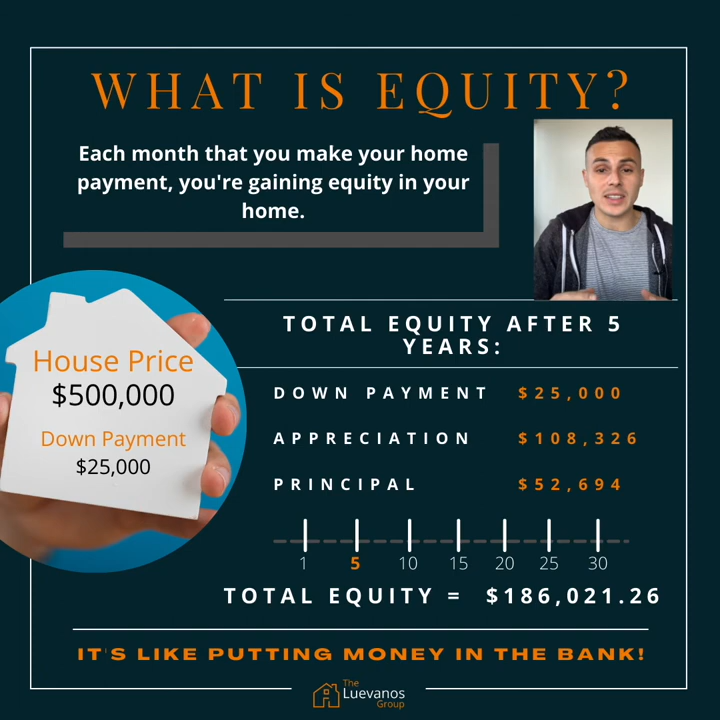 WHAT IS EQUITY?
Each month that you make your home
payment, you're gaining equity in your
home.
House Price
$500,000
Down Payment
$25,000
TOTAL EQUITY AFTER 5
YEARS:
DOWN PAYMENT $25,000
APPRECIATION $108,326
PRINCIPAL $52,694
1 5 10 15 20 25 30
TOTAL EQUITY = $186,021.26
IT'S LIKE PUTTING MONEY IN THE BANK!
The
Luevanos
Group